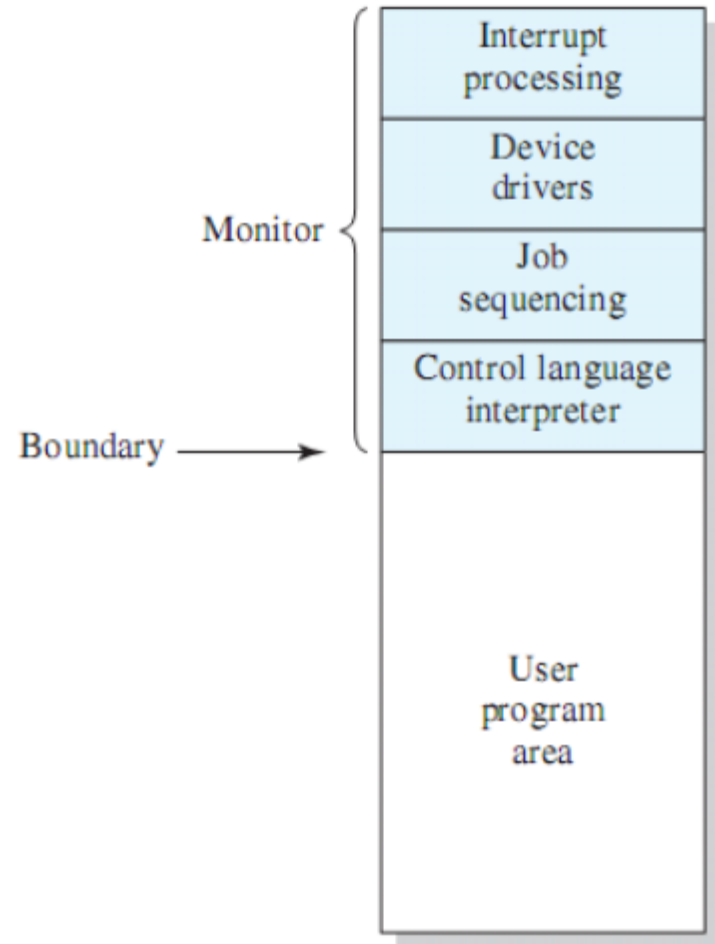 Interrupt
processing
Device
drivers
Monitor
Job
sequencing
Control language
interpreter
Boundary
User
program
area